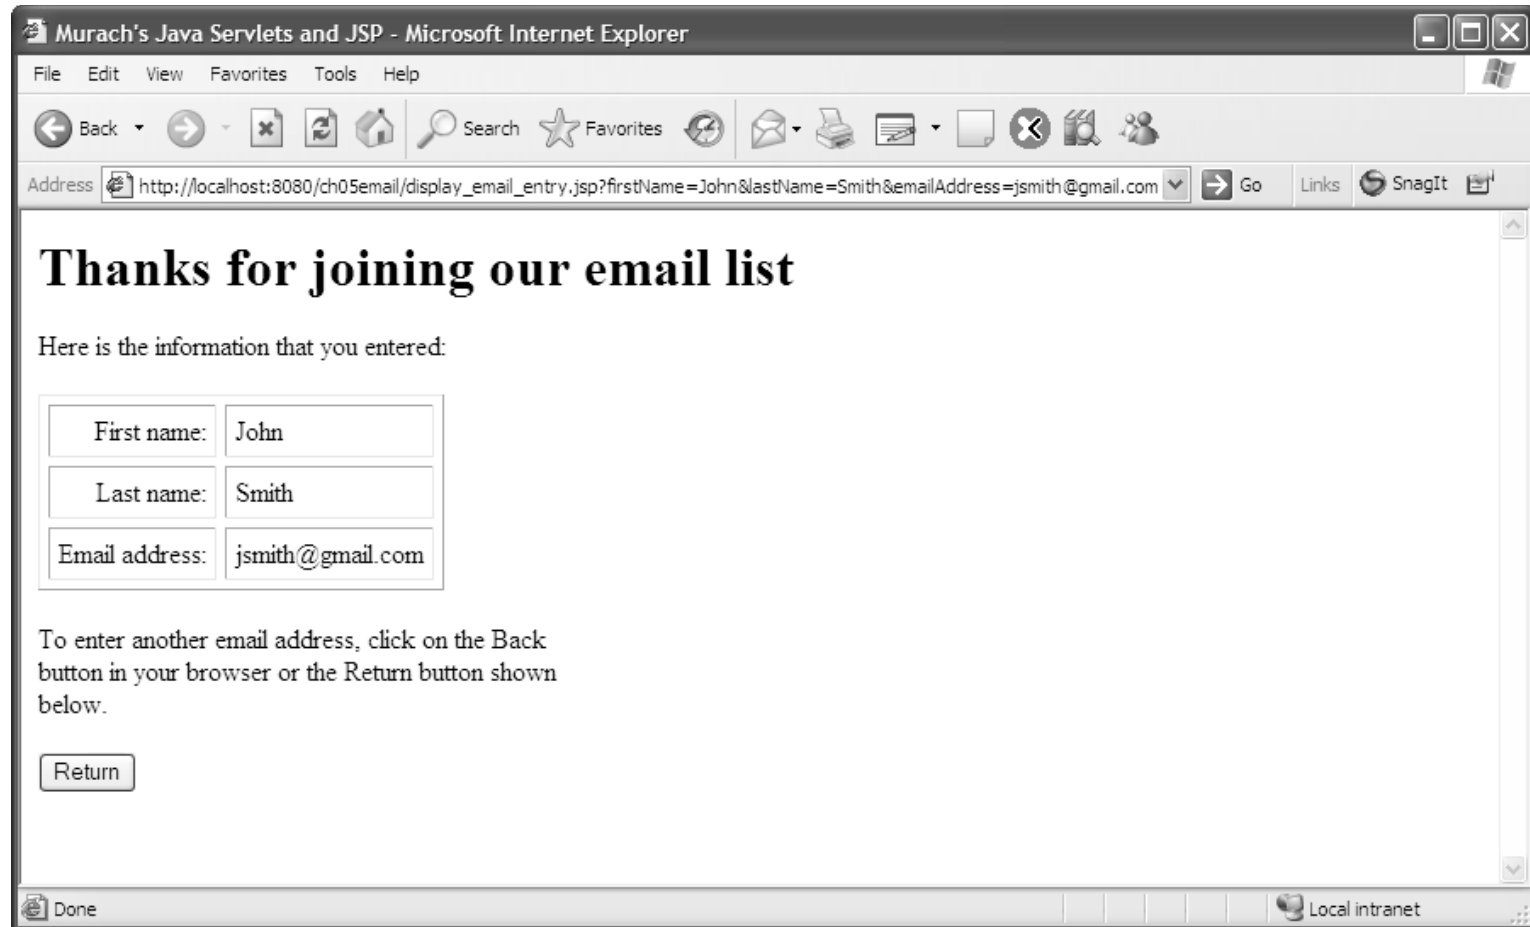 Murach's Java Servlets and JSP - Microsoft Internet Explorer
File Edit View Favorites Tools Help
Back Search Favorites
Address http://localhost:8080/ch05email/display_email_entry.jsp?firstName=John&lastName=Smith&emailAddress=jsmith@gmail.com Go Links SnagIt
Thanks for joining our email list
Here is the information that you entered:
First name: John
Last name: Smith
Email address: jsmith@gmail.com
To enter another email address, click on the Back
button in your browser or the Return button shown
below.
Return
Done Local intranet